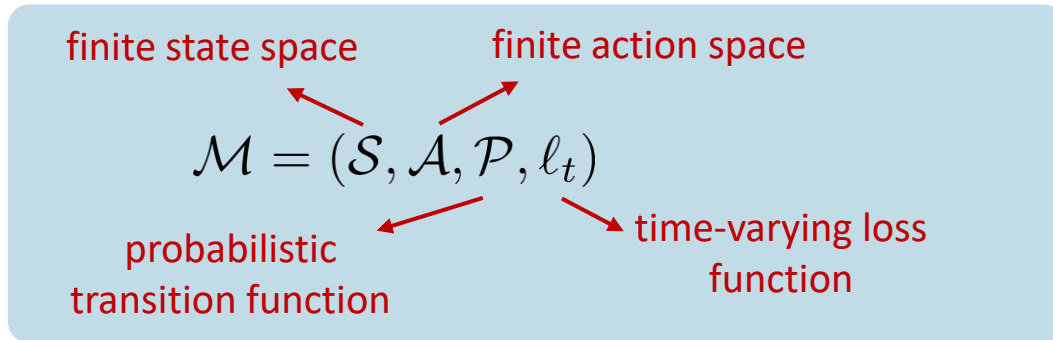 finite state space
finite action space
ℳ = (𝒮, 𝒜, 𝒫, ℓ_t)
probabilistic
transition function
time-varying loss
function